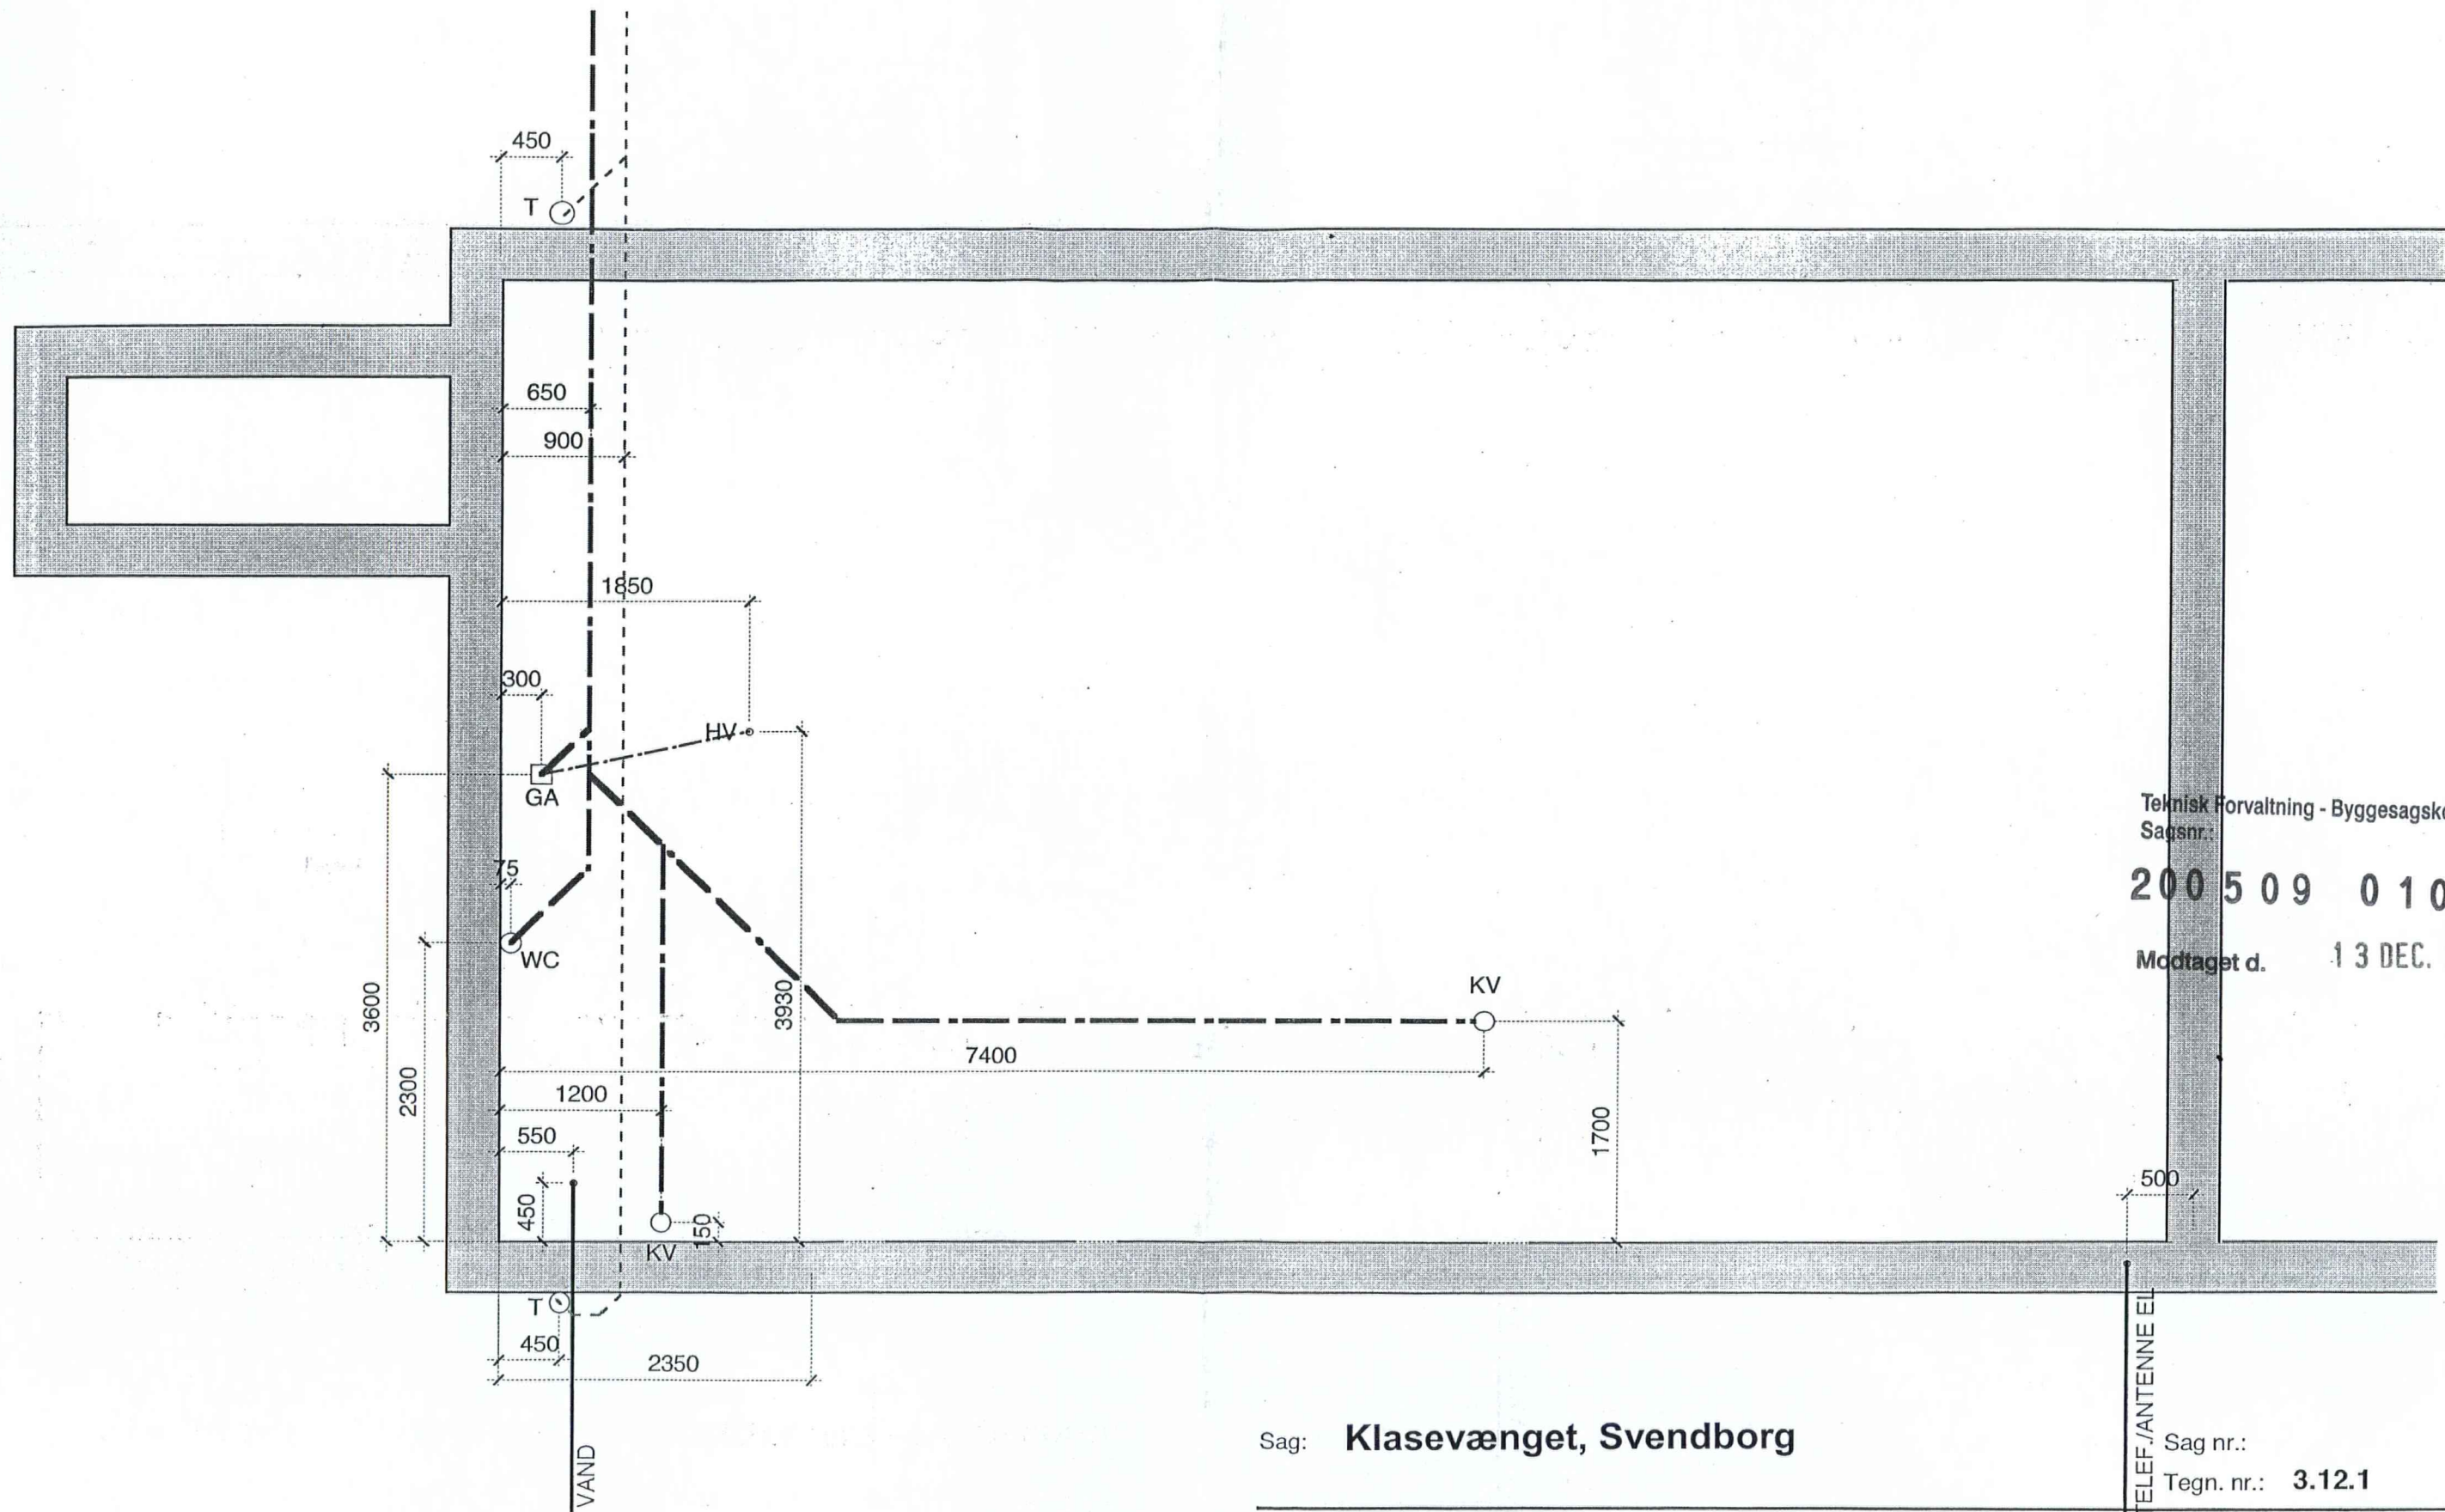 450
T
650
900
1850
300
HV
GA
Teknisk Forvaltning - Byggesagsk
Sagsnr.:
75
200509 010
WC
Modtaget d. 13 DEC.
KV
3600
3930
7400
2300
1200
1700
550
500
450
150
KV
T
450
2350
TELEF./ANTENNE EL
VAND
Sag: Klasevænget, Svendborg
Sag nr.:
Tegn. nr.: 3.12.1